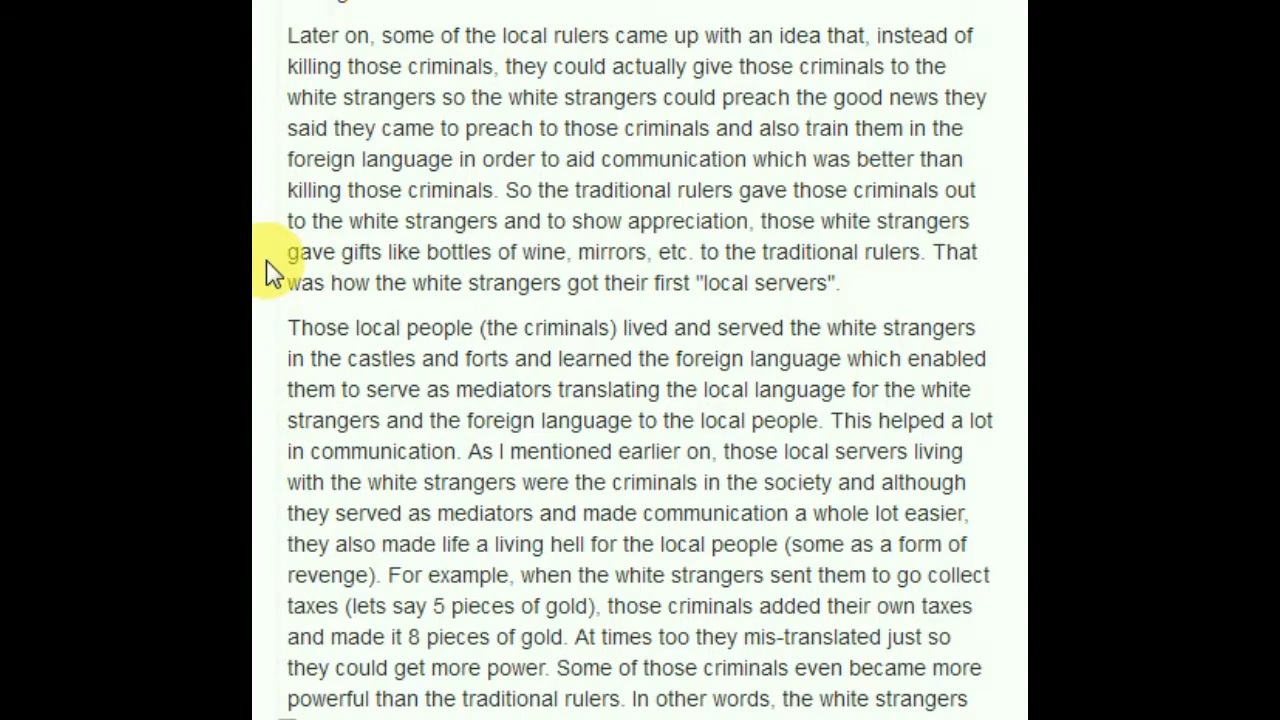 Later on, some of the local rulers came up with an idea that, instead of
killing those criminals, they could actually give those criminals to the
white strangers so the white strangers could preach the good news they
said they came to preach to those criminals and also train them in the
foreign language in order to aid communication which was better than
killing those criminals. So the traditional rulers gave those criminals out
to the white strangers and to show appreciation, those white strangers
gave gifts like bottles of wine, mirrors, etc. to the traditional rulers. That
was how the white strangers got their first "local servers".
Those local people (the criminals) lived and served the white strangers
in the castles and forts and learned the foreign language which enabled
them to serve as mediators translating the local language for the white
strangers and the foreign language to the local people. This helped a lot
in communication. As I mentioned earlier on, those local servers living
with the white strangers were the criminals in the society and although
they served as mediators and made communication a whole lot easier,
they also made life a living hell for the local people (some as a form of
revenge). For example, when the white strangers sent them to go collect
taxes (lets say 5 pieces of gold), those criminals added their own taxes
and made it 8 pieces of gold. At times too they mis-translated just so
they could get more power. Some of those criminals even became more
powerful than the traditional rulers. In other words, the white strangers